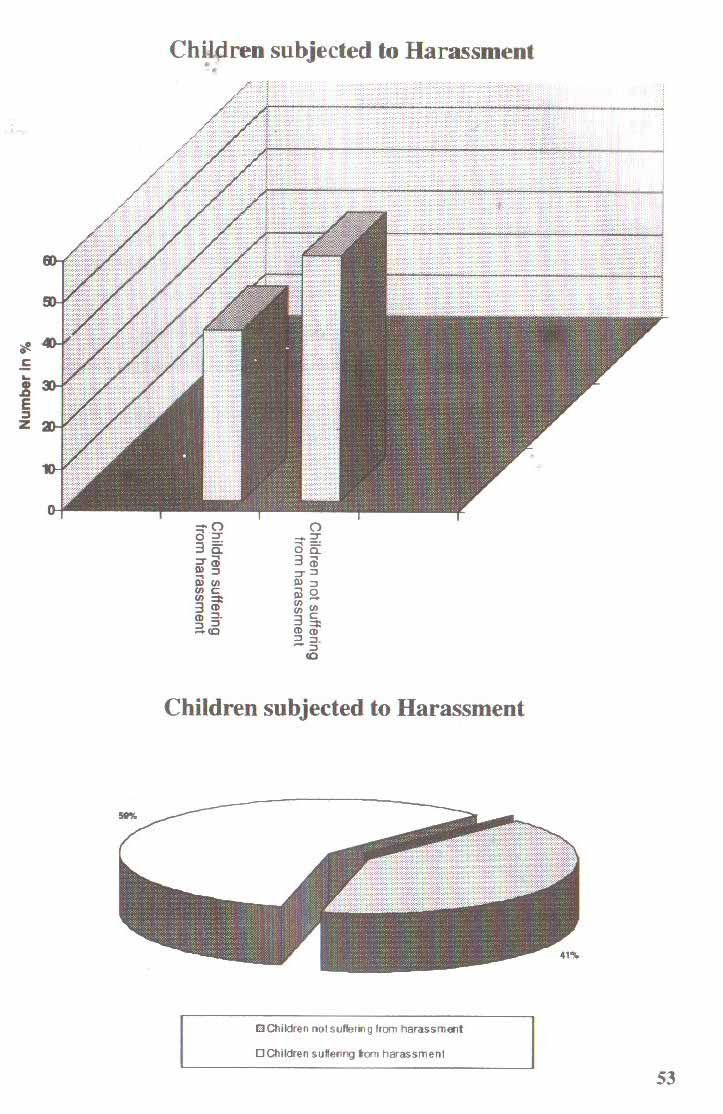 Children subjected to Harassment
60
50
40
30
20
10
0
Number in %
Children suffering
from harassment
Children not suffering
from harassment
Children subjected to Harassment
59%
41%
Children not suffering from harassment
Children suffering from harassment
53